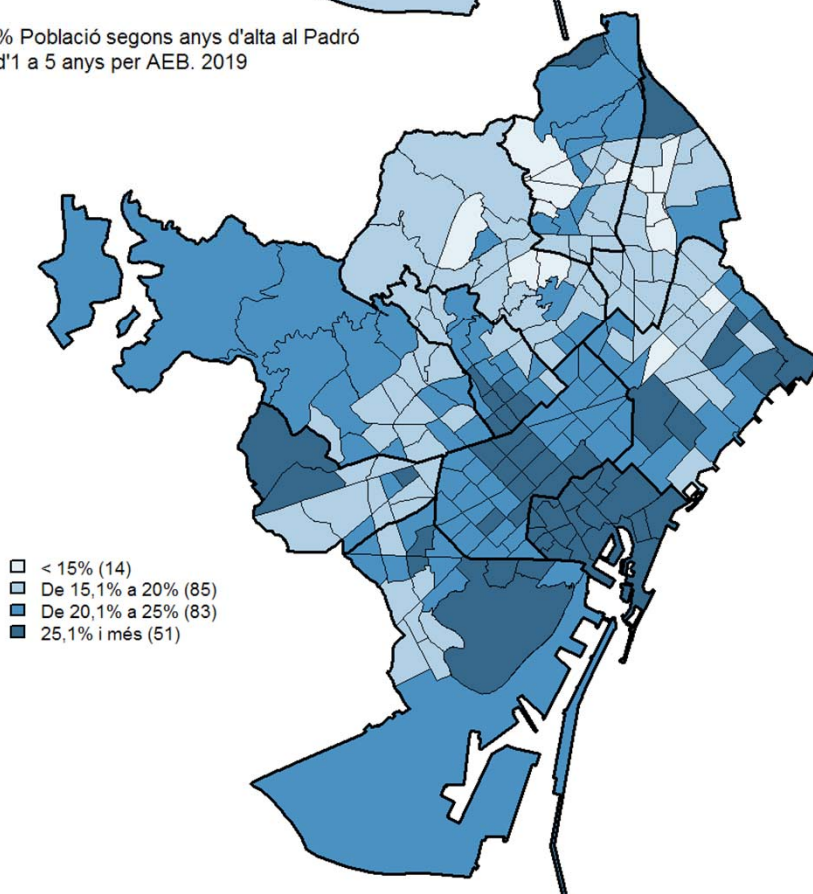 % Població segons anys d'alta al Padró
d'1 a 5 anys per AEB. 2019
< 15% (14)
De 15,1% a 20% (85)
De 20,1% a 25% (83)
25,1% i més (51)